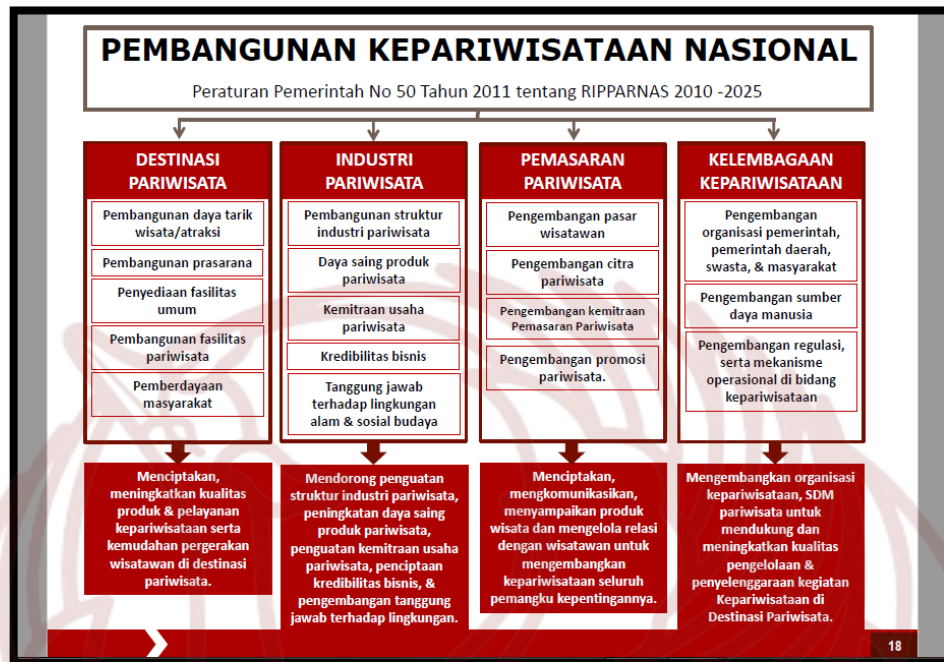 PEMBANGUNAN KEPARIWISATAAN NASIONAL
Peraturan Pemerintah No 50 Tahun 2011 tentang RIPPARNAS 2010 -2025
DESTINASI
PARIWISATA
Pembangunan daya tarik
wisata/atraksi
Pembangunan prasarana
Penyediaan fasilitas
umum
Pembangunan fasilitas
pariwisata
Pemberdayaan
masyarakat
Menciptakan,
meningkatkan kualitas
produk & pelayanan
kepariwisataan serta
kemudahan pergerakan
wisatawan di destinasi
pariwisata.
INDUSTRI
PARIWISATA
Pembangunan struktur
industri pariwisata
Daya saing produk
pariwisata
Kemitraan usaha
pariwisata
Kredibilitas bisnis
Tanggung jawab
terhadap lingkungan
alam & sosial budaya
Mendorong penguatan
struktur industri pariwisata,
peningkatan daya saing
produk pariwisata,
penguatan kemitraan usaha
pariwisata, penciptaan
kredibilitas bisnis, &
pengembangan tanggung
jawab terhadap lingkungan.
PEMASARAN
PARIWISATA
Pengembangan pasar
wisatawan
Pengembangan citra
pariwisata
Pengembangan kemitraan
Pemasaran Pariwisata
Pengembangan promosi
pariwisata.
Menciptakan,
mengkomunikasikan,
menyampaikan produk
wisata dan mengelola relasi
dengan wisatawan untuk
mengembangkan
kepariwisataan seluruh
pemangku kepentingannya.
KELEMBAGAAN
KEPARIWISATAAN
Pengembangan
organisasi pemerintah,
pemerintah daerah,
swasta, & masyarakat
Pengembangan sumber
daya manusia
Pengembangan regulasi,
serta mekanisme
operasional di bidang
kepariwisataan
Mengembangkan organisasi
kepariwisataan, SDM
pariwisata untuk
mendukung dan
meningkatkan kualitas
pengelolaan &
penyelenggaraan kegiatan
Kepariwisataan di
Destinasi Pariwisata.
18